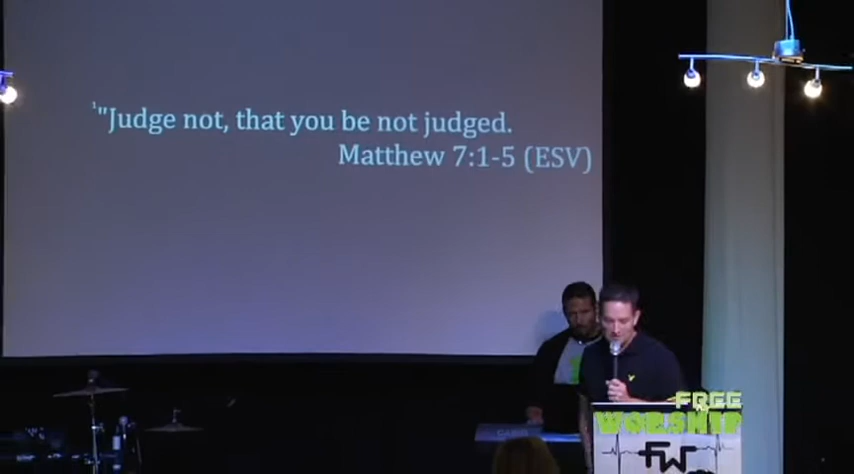 ¹"Judge not, that you be not judged.
Matthew 7:1-5 (ESV)
FREE
WORSHIP
FW